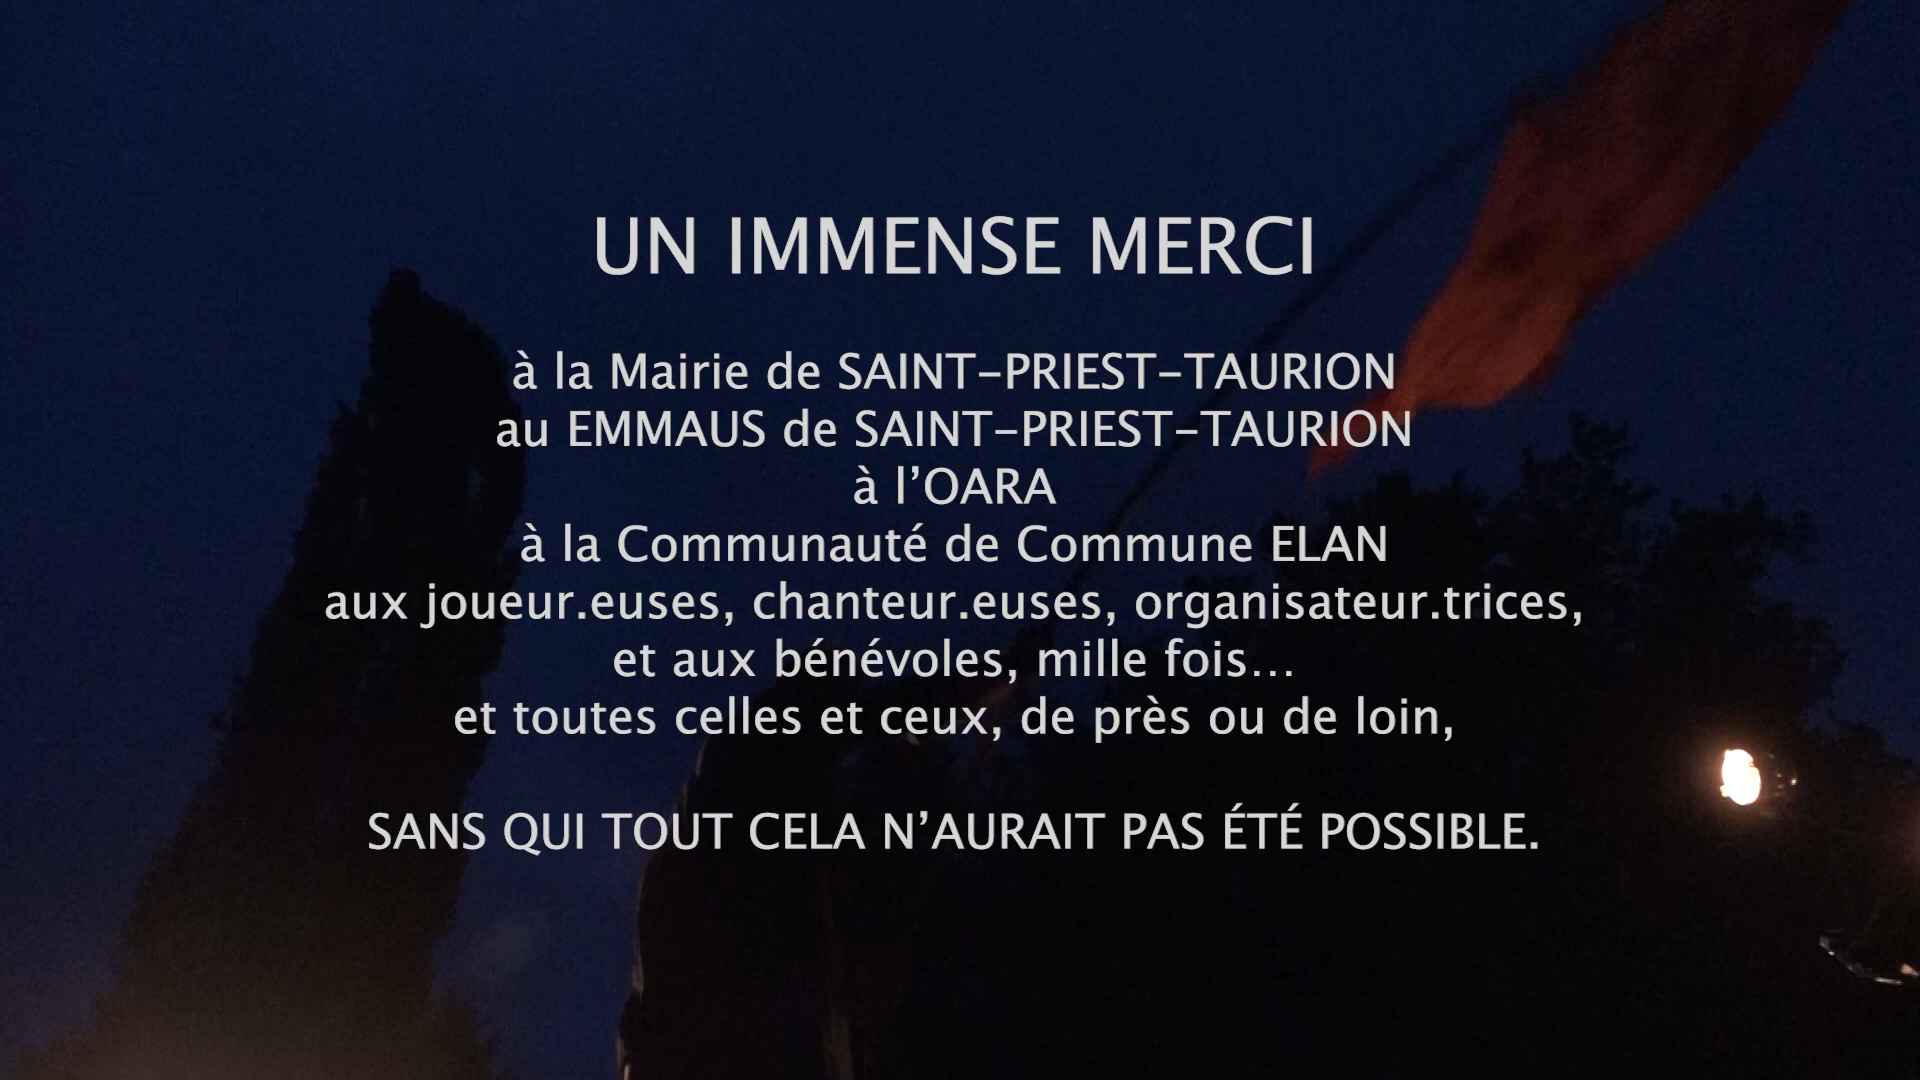 UN IMMENSE MERCI
à la Mairie de SAINT-PRIEST-TAURION
au EMMAUS de SAINT-PRIEST-TAURION
à l’OARA
à la Communauté de Commune ELAN
aux joueur.euses, chanteur.euses, organisateur.trices,
et aux bénévoles, mille fois…
et toutes celles et ceux, de près ou de loin,
SANS QUI TOUT CELA N’AURAIT PAS ÉTÉ POSSIBLE.